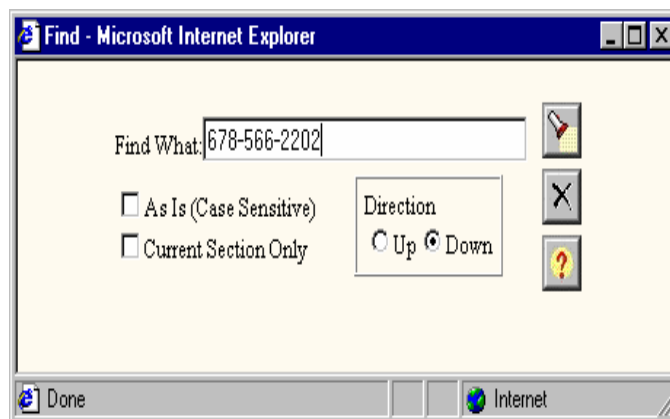 Find - Microsoft Internet Explorer
Find What: 678-566-2202
As Is (Case Sensitive)
Current Section Only
Direction
Up Down
?
Done Internet